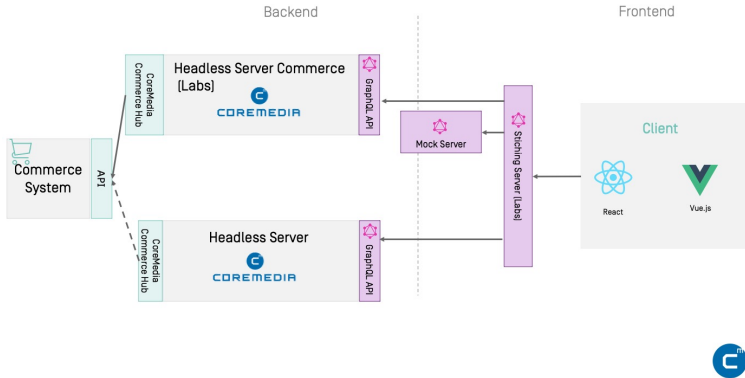 Backend
Frontend
CoreMedia
Commerce Hub
Headless Server Commerce
(Labs)
C
COREMEDIA
GraphQL API
Commerce
System
API
Mock Server
Stiching Server (Labs)
Client
React
Vue.js
CoreMedia
Commerce Hub
Headless Server
C
COREMEDIA
GraphQL API
C m